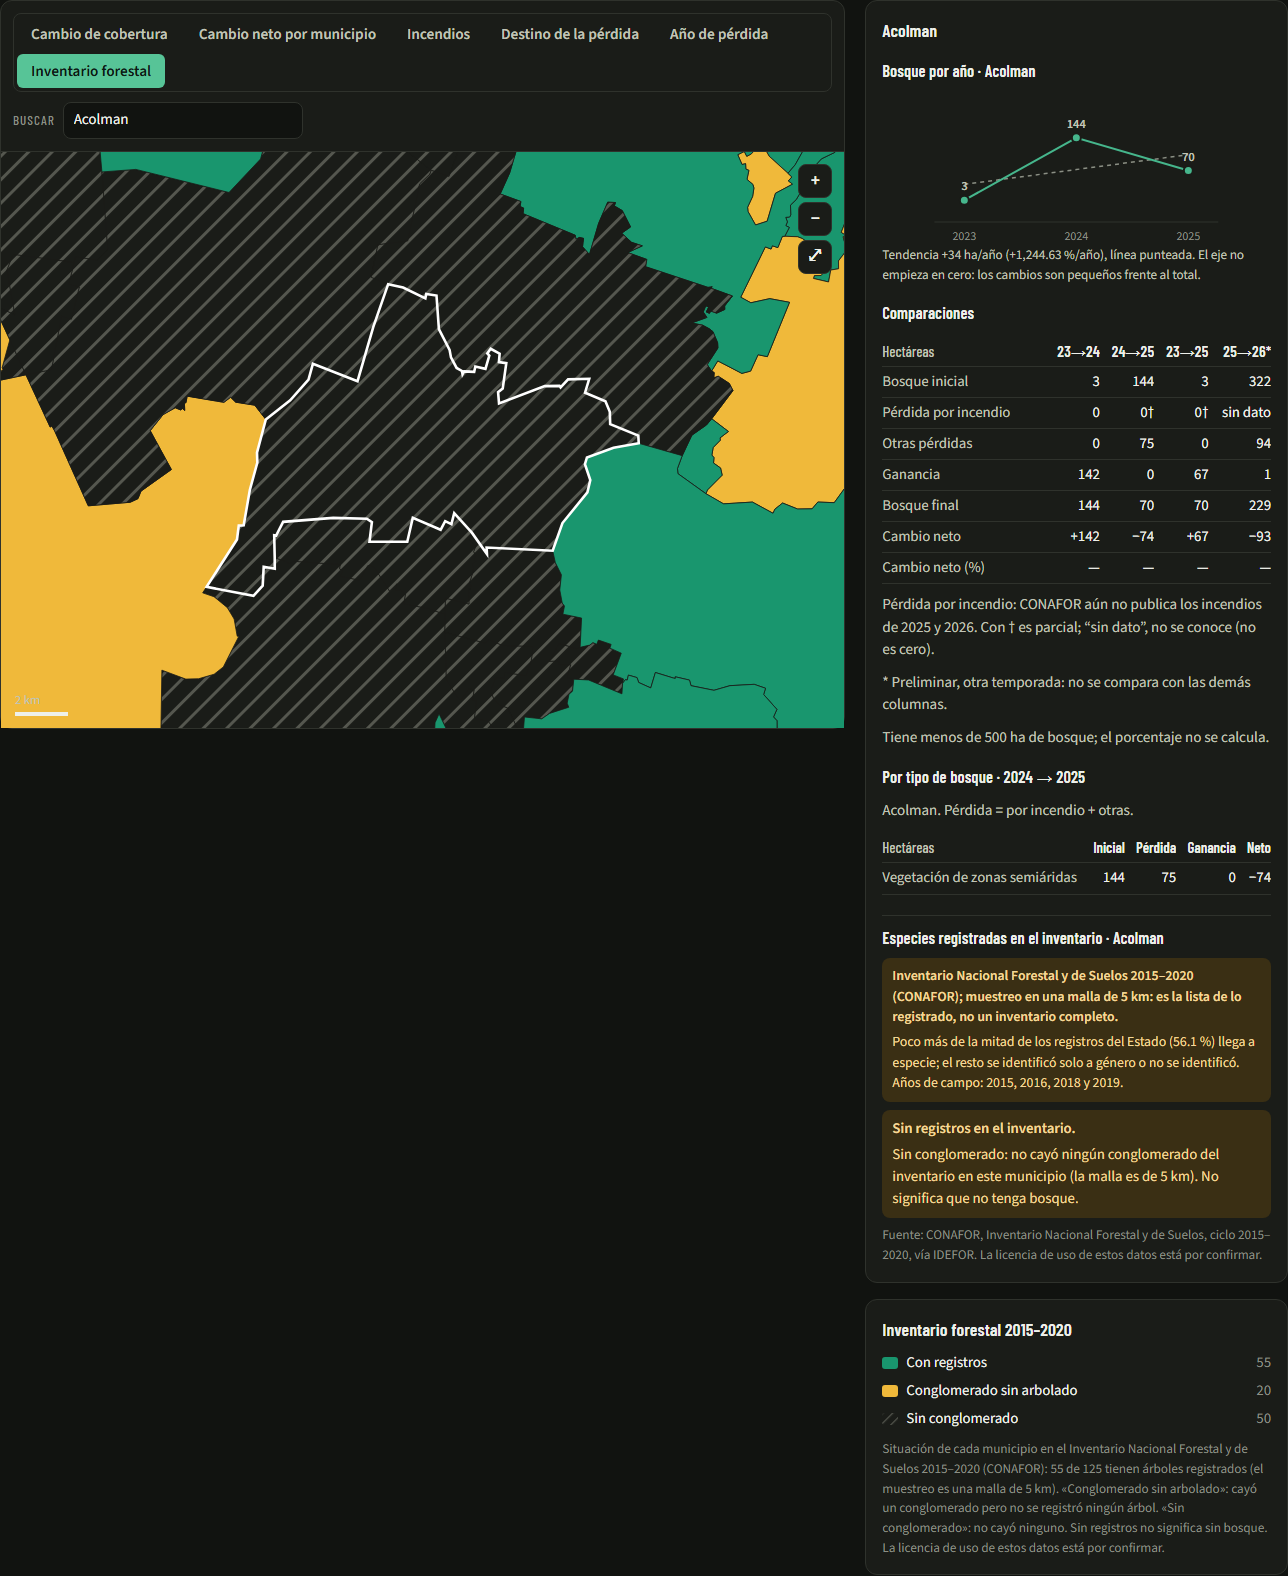 Cambio de cobertura
Cambio neto por municipio
Incendios
Destino de la pérdida
Año de pérdida
Inventario forestal
BUSCAR
Acolman
+
−
2 km
Acolman
Bosque por año · Acolman
3
144
70
2023 2024 2025
Tendencia +34 ha/año (+1,244.63 %/año), línea punteada. El eje no
empieza en cero: los cambios son pequeños frente al total.
Comparaciones
Hectáreas 23→24 24→25 23→25 25→26*
Bosque inicial 3 144 3 322
Pérdida por incendio 0 0† 0† sin dato
Otras pérdidas 0 75 0 94
Ganancia 142 0 67 1
Bosque final 144 70 70 229
Cambio neto +142 −74 +67 −93
Cambio neto (%) — — — —
Pérdida por incendio: CONAFOR aún no publica los incendios
de 2025 y 2026. Con † es parcial; “sin dato”, no se conoce (no
es cero).
* Preliminar, otra temporada: no se compara con las demás
columnas.
Tiene menos de 500 ha de bosque; el porcentaje no se calcula.
Por tipo de bosque · 2024 → 2025
Acolman. Pérdida = por incendio + otras.
Hectáreas Inicial Pérdida Ganancia Neto
Vegetación de zonas semiáridas 144 75 0 −74
Especies registradas en el inventario · Acolman
Inventario Nacional Forestal y de Suelos 2015–2020
(CONAFOR); muestreo en una malla de 5 km: es la lista de lo
registrado, no un inventario completo.
Poco más de la mitad de los registros del Estado (56.1 %) llega a
especie; el resto se identificó solo a género o no se identificó.
Años de campo: 2015, 2016, 2018 y 2019.
Sin registros en el inventario.
Sin conglomerado: no cayó ningún conglomerado del
inventario en este municipio (la malla es de 5 km). No
significa que no tenga bosque.
Fuente: CONAFOR, Inventario Nacional Forestal y de Suelos, ciclo 2015–
2020, vía IDEFOR. La licencia de uso de estos datos está por confirmar.
Inventario forestal 2015–2020
Con registros 55
Conglomerado sin arbolado 20
Sin conglomerado 50
Situación de cada municipio en el Inventario Nacional Forestal y de
Suelos 2015–2020 (CONAFOR): 55 de 125 tienen árboles registrados (el
muestreo es una malla de 5 km). «Conglomerado sin arbolado»: cayó
un conglomerado pero no se registró ningún árbol. «Sin
conglomerado»: no cayó ninguno. Sin registros no significa sin bosque.
La licencia de uso de estos datos está por confirmar.